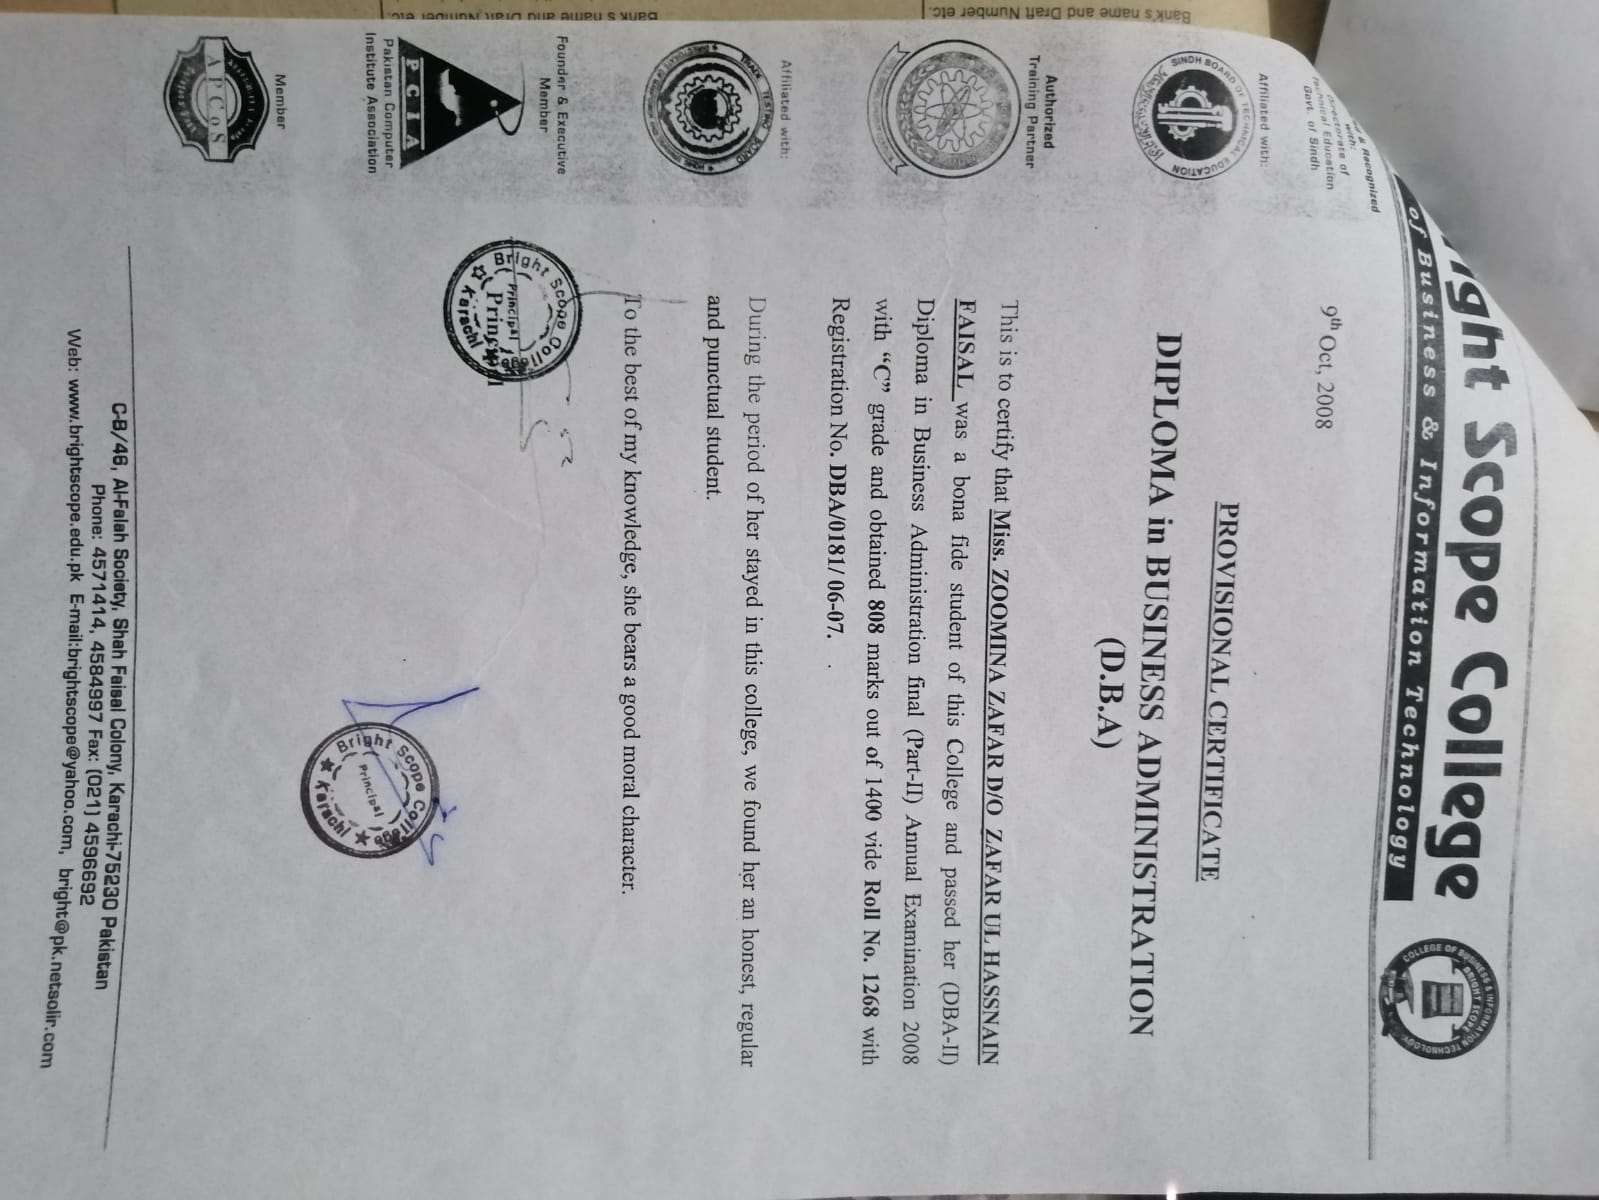 ight Scope College
of Business & Information Technology
COLLEGE OF BUSINESS & INFORMATION TECHNOLOGY
BRIGHT SCOPE
& Recognized
with:
Directorate of
Technical Education
Govt. of Sindh
9th Oct, 2008
Affiliated with:
SINDH BOARD OF TECHNICAL EDUCATION
PROVISIONAL CERTIFICATE
DIPLOMA in BUSINESS ADMINISTRATION
(D.B.A)
Authorized
Training Partner
This is to certify that Miss. ZOOMINA ZAFAR D/O ZAFAR UL HASSNAIN
FAISAL was a bona fide student of this College and passed her (DBA-II)
Diploma in Business Administration final (Part-II) Annual Examination 2008
with “C” grade and obtained 808 marks out of 1400 vide Roll No. 1268 with
Registration No. DBA/0181/ 06-07.
Affiliated with:
TRADE TESTING BOARD
During the period of her stayed in this college, we found her an honest, regular
and punctual student.
To the best of my knowledge, she bears a good moral character.
Founder & Executive
Member
PCIA
Pakistan Computer
Institute Association
Bright Scope College
Principal
Principal
Karachi
Bright Scope College
Principal
Karachi
Member
APCoS
C-B/46, Al-Falah Society, Shah Faisal Colony, Karachi-75230 Pakistan
Phone: 4571414, 4584997 Fax: (021) 4596692
Web: www.brightscope.edu.pk E-mail:brightscope@yahoo.com, bright@pk.netsolir.com
Bank's name and Draft Number etc.
Bank's name and Draft Number etc.